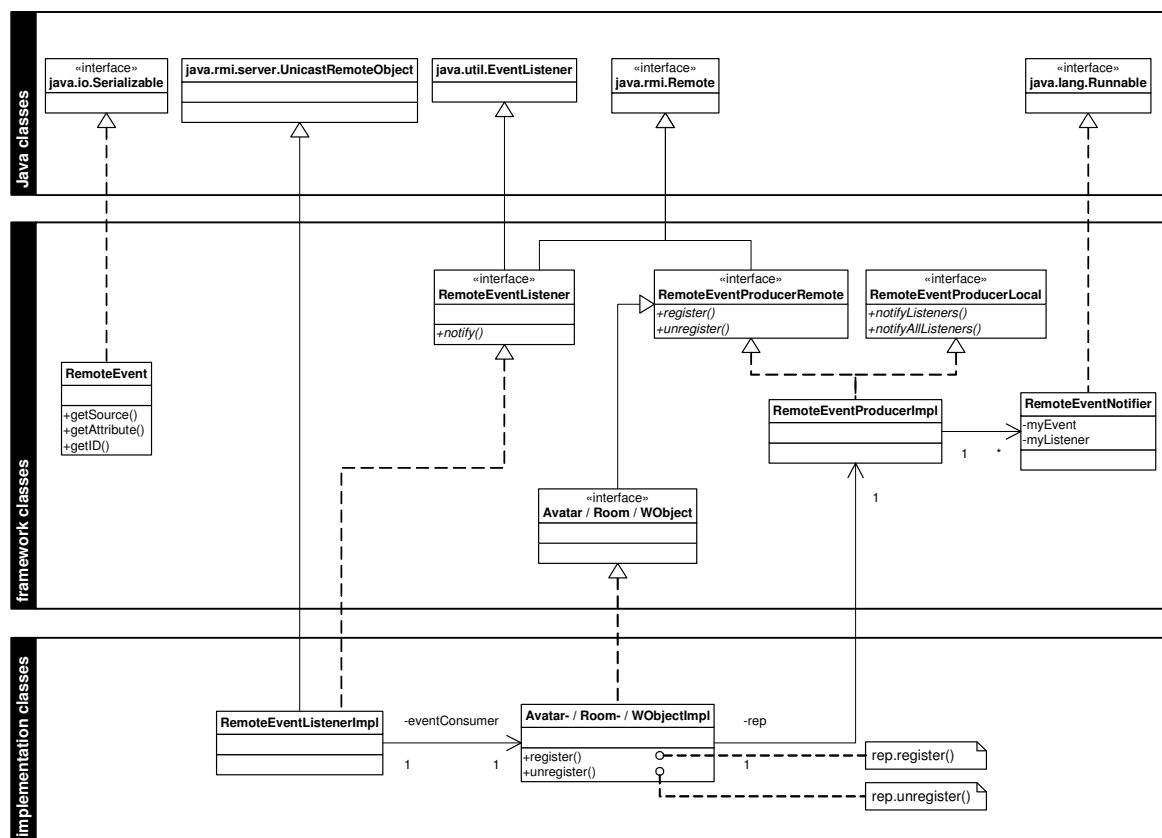 Java classes
«interface»
java.io.Serializable
java.rmi.server.UnicastRemoteObject
java.util.EventListener
«interface»
java.rmi.Remote
«interface»
java.lang.Runnable
framework classes
«interface»
RemoteEventListener
+notify()
«interface»
RemoteEventProducerRemote
+register()
+unregister()
«interface»
RemoteEventProducerLocal
+notifyListeners()
+notifyAllListeners()
RemoteEvent
+getSource()
+getAttribute()
+getID()
RemoteEventProducerImpl
1
*
RemoteEventNotifier
-myEvent
-myListener
1
«interface»
Avatar / Room / WObject
implementation classes
RemoteEventListenerImpl
-eventConsumer
1
1
Avatar- / Room- / WObjectImpl
+register()
+unregister()
-rep
1
rep.register()
rep.unregister()